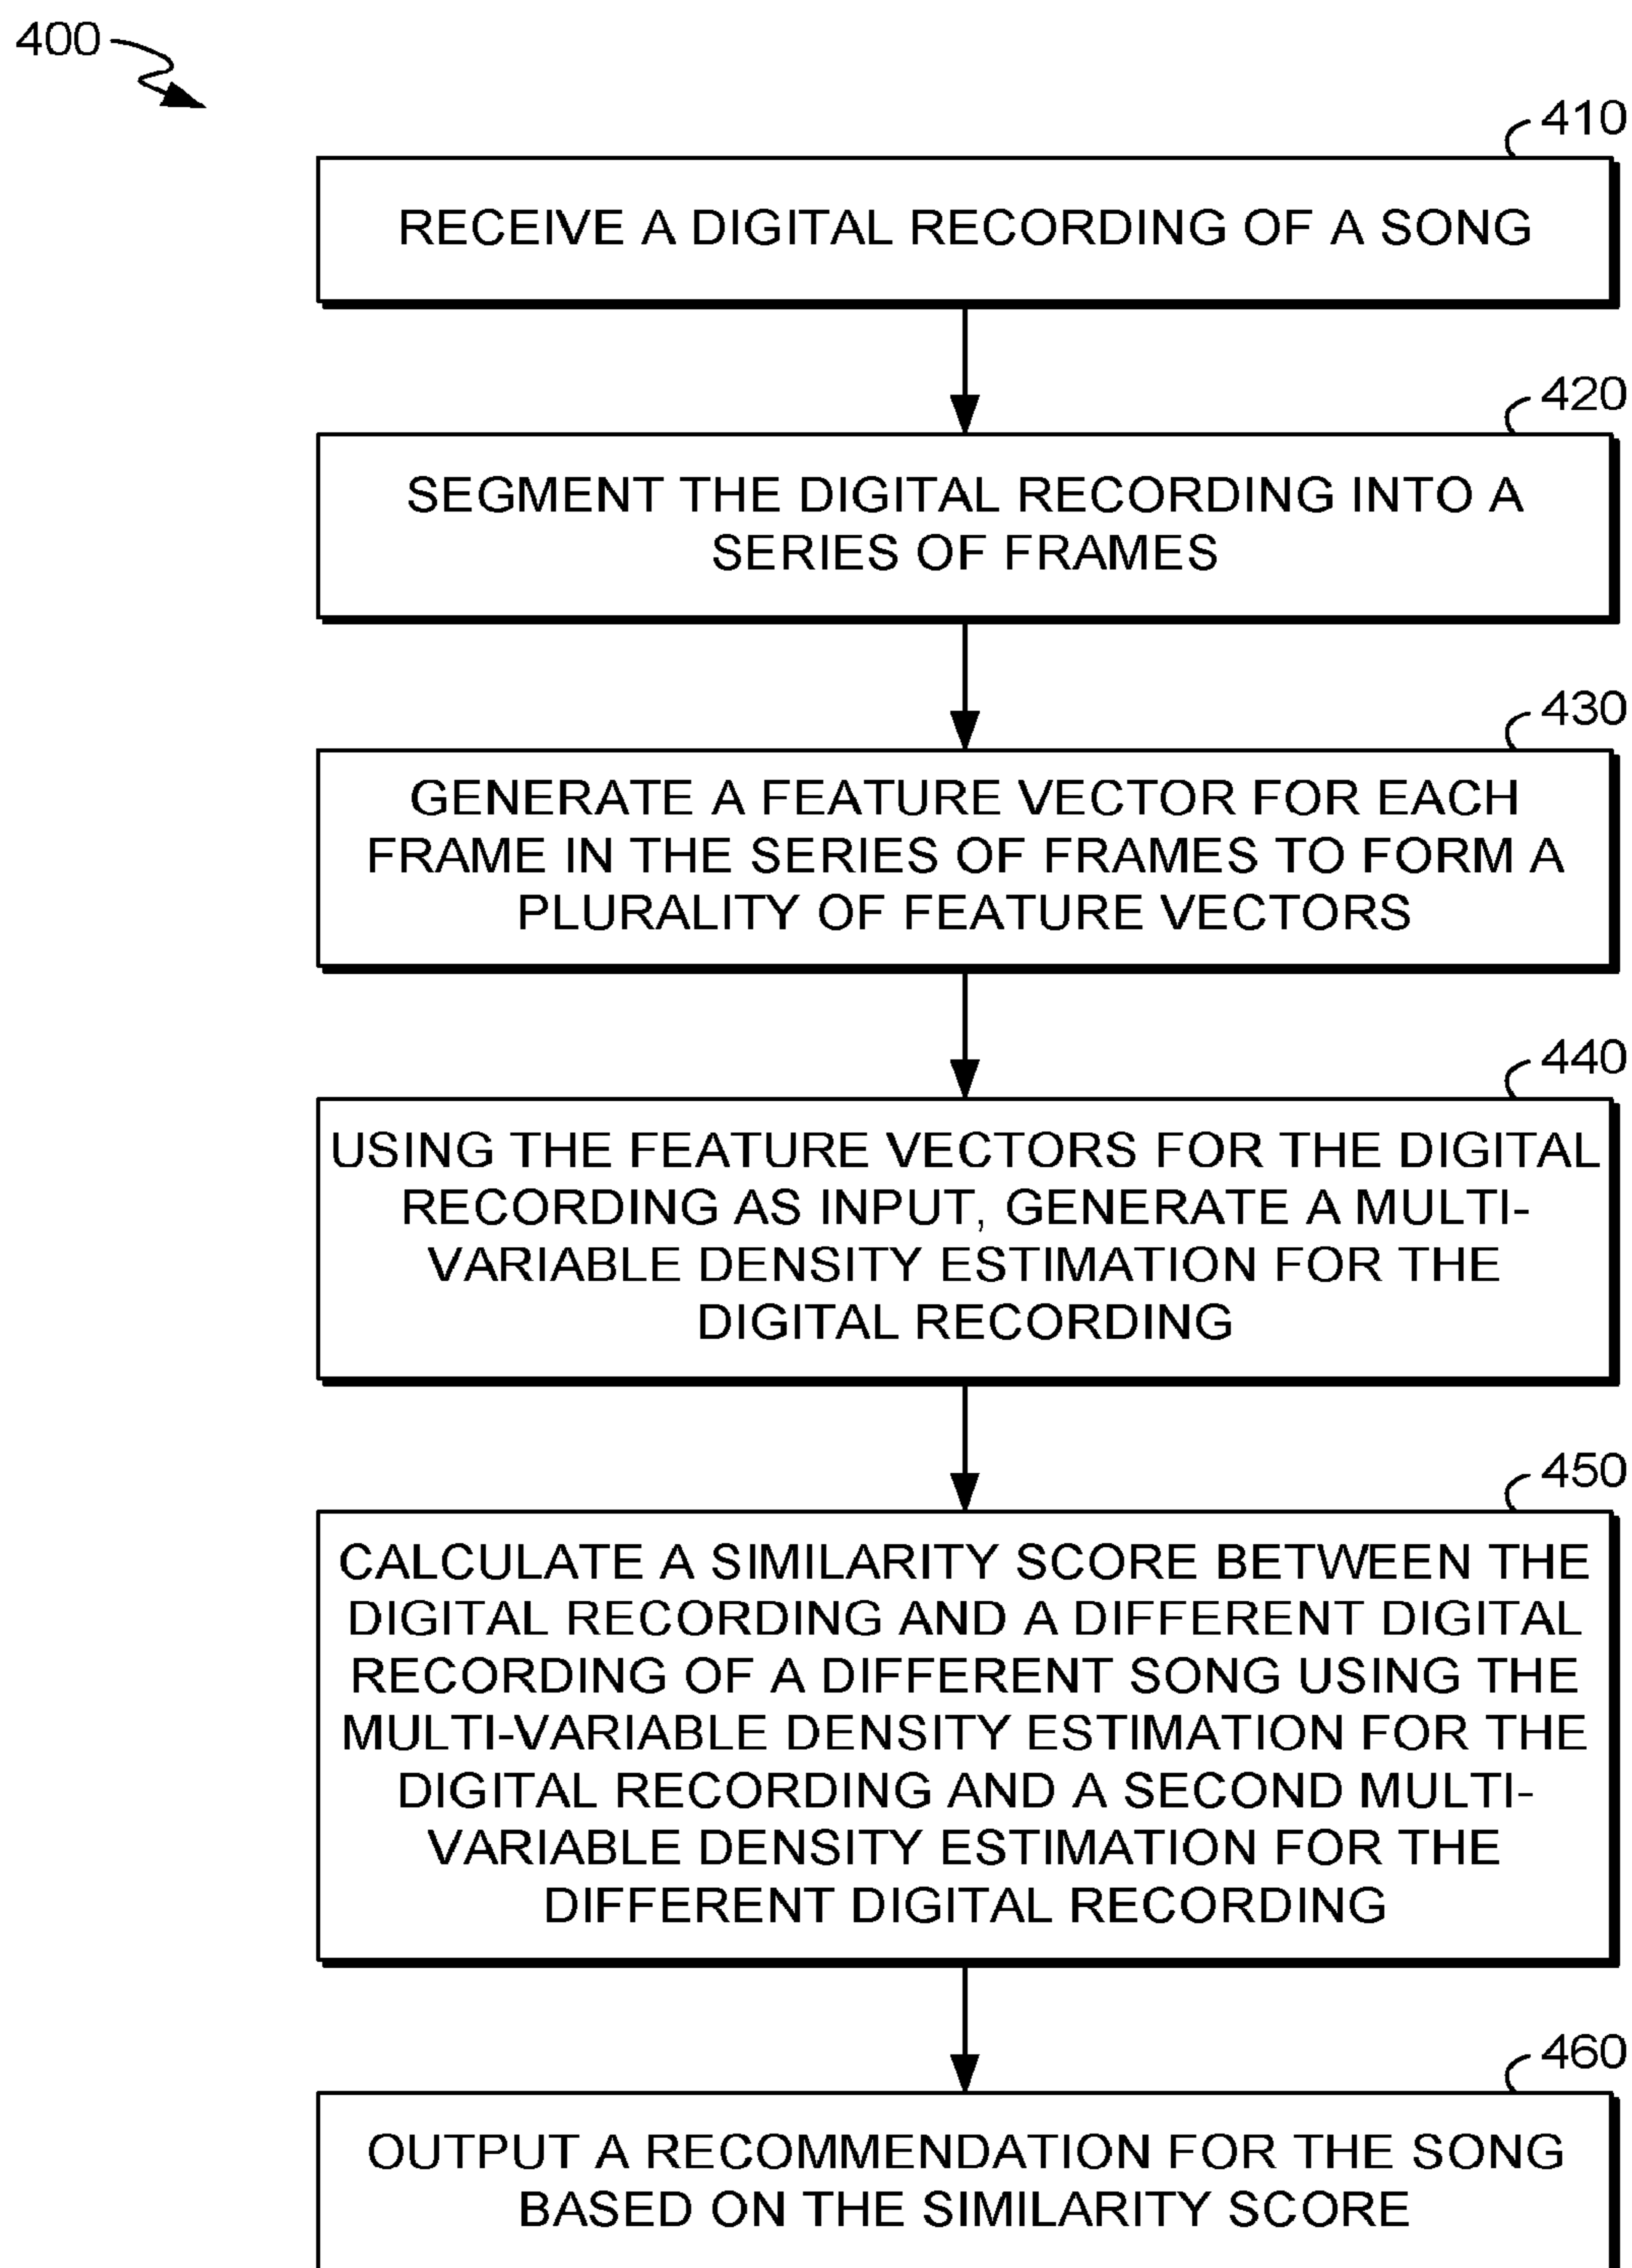 400
410
RECEIVE A DIGITAL RECORDING OF A SONG
420
SEGMENT THE DIGITAL RECORDING INTO A
SERIES OF FRAMES
430
GENERATE A FEATURE VECTOR FOR EACH
FRAME IN THE SERIES OF FRAMES TO FORM A
PLURALITY OF FEATURE VECTORS
440
USING THE FEATURE VECTORS FOR THE DIGITAL
RECORDING AS INPUT, GENERATE A MULTI-
VARIABLE DENSITY ESTIMATION FOR THE
DIGITAL RECORDING
450
CALCULATE A SIMILARITY SCORE BETWEEN THE
DIGITAL RECORDING AND A DIFFERENT DIGITAL
RECORDING OF A DIFFERENT SONG USING THE
MULTI-VARIABLE DENSITY ESTIMATION FOR THE
DIGITAL RECORDING AND A SECOND MULTI-
VARIABLE DENSITY ESTIMATION FOR THE
DIFFERENT DIGITAL RECORDING
460
OUTPUT A RECOMMENDATION FOR THE SONG
BASED ON THE SIMILARITY SCORE